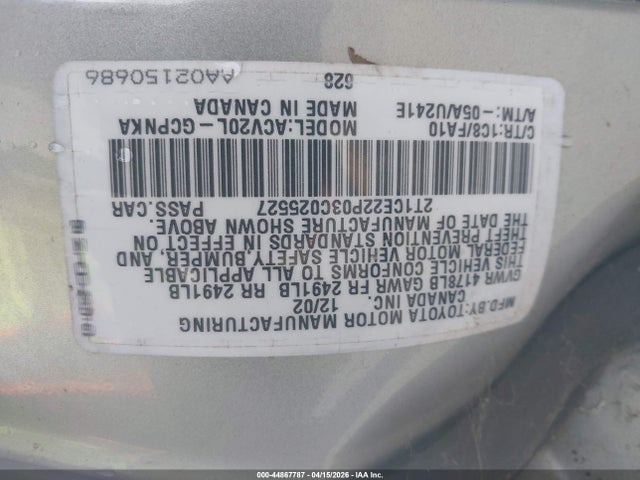 MFD.BY:TOYOTA MOTOR MANUFACTURING
CANADA INC. 12/02
GVWR 4178LB GAWR FR 2491LB RR 2491LB
THIS VEHICLE CONFORMS TO ALL APPLICABLE
FEDERAL MOTOR VEHICLE SAFETY, BUMPER, AND
THEFT PREVENTION STANDARDS IN EFFECT ON
THE DATE OF MANUFACTURE SHOWN ABOVE.
2T1CE22P03C025527 PASS.CAR
C/TR:1C8/FA10 MODEL:ACV20L-GCPNKA
A/TM:-05A/U241E MADE IN CANADA
628 AA02150686
000-44867787 - 04/15/2026 - IAA Inc.